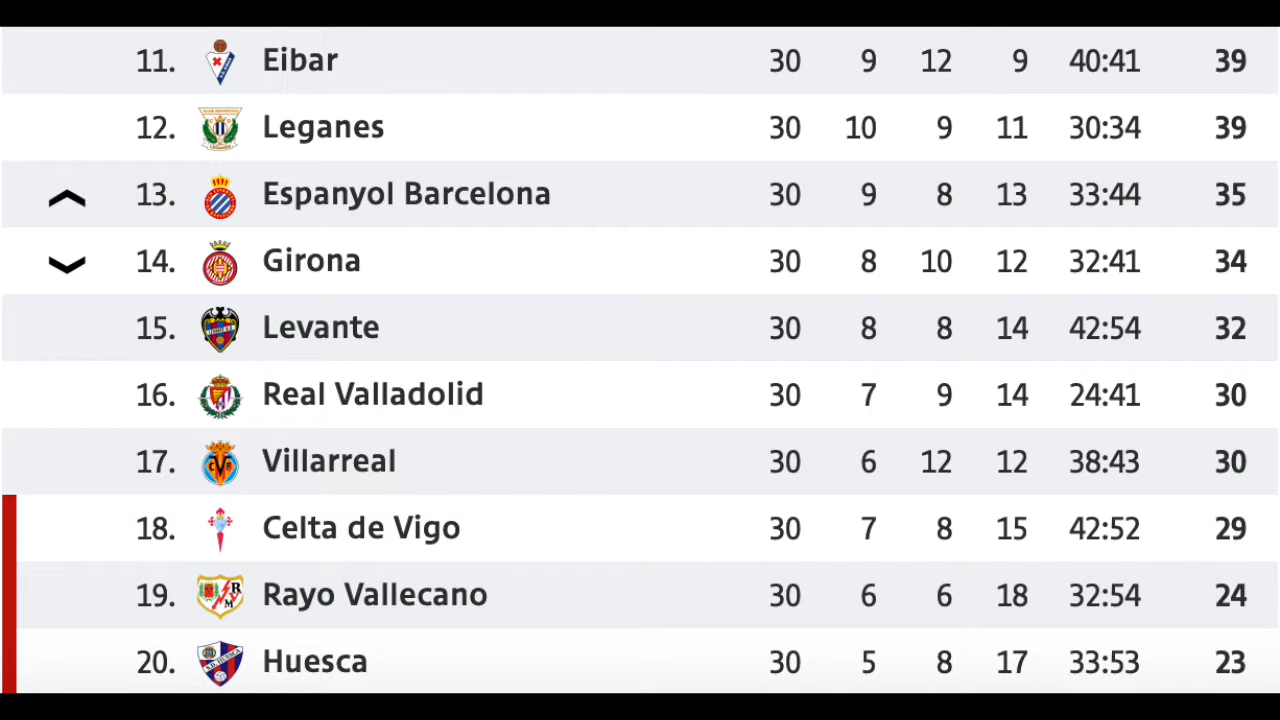 11. Eibar 30 9 12 9 40:41 39
12. Leganes 30 10 9 11 30:34 39
13. Espanyol Barcelona 30 9 8 13 33:44 35
14. Girona 30 8 10 12 32:41 34
15. Levante 30 8 8 14 42:54 32
16. Real Valladolid 30 7 9 14 24:41 30
17. Villarreal 30 6 12 12 38:43 30
18. Celta de Vigo 30 7 8 15 42:52 29
19. Rayo Vallecano 30 6 6 18 32:54 24
20. Huesca 30 5 8 17 33:53 23